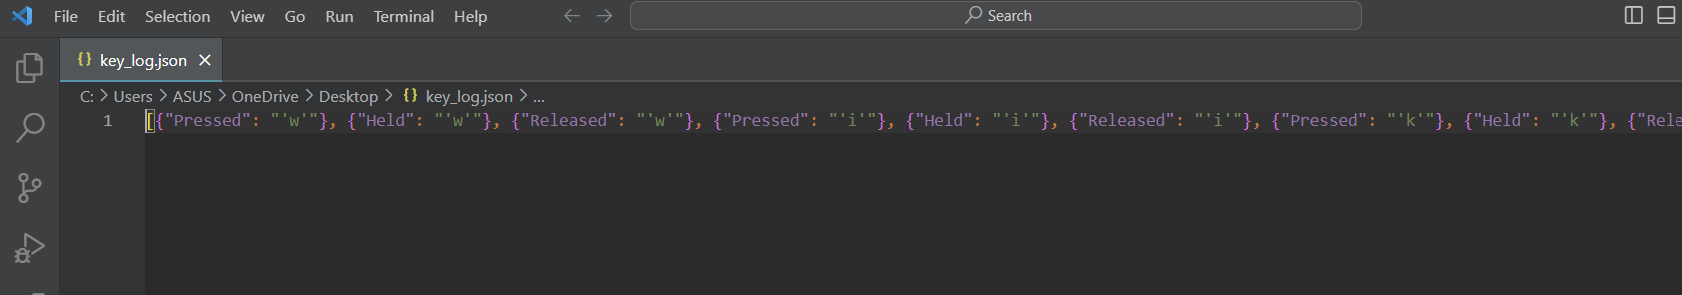 File Edit Selection View Go Run Terminal Help Search
key_log.json
C: > Users > ASUS > OneDrive > Desktop > {} key_log.json > ...
1 [{"Pressed": "'w'"}, {"Held": "'w'"}, {"Released": "'w'"}, {"Pressed": "'i'"}, {"Held": "'i'"}, {"Released": "'i'"}, {"Pressed": "'k'"}, {"Held": "'k'"}, {"Rele